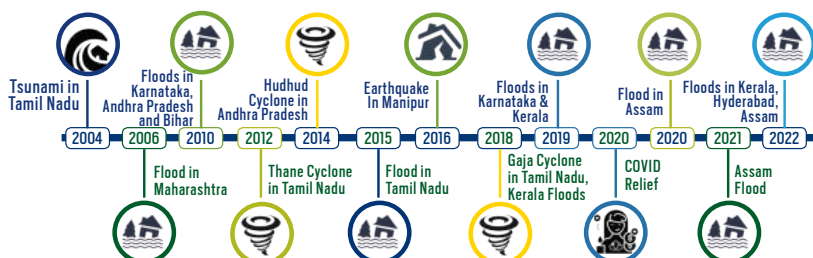 Tsunami in
Tamil Nadu
Floods in
Karnataka,
Andhra Pradesh
and Bihar
Hudhud
Cyclone in
Andhra Pradesh
Earthquake
In Manipur
Floods in
Karnataka &
Kerala
Flood in
Assam
Floods in Kerala,
Hyderabad,
Assam
2004 2006 2010 2012 2014 2015 2016 2018 2019 2020 2020 2021 2022
Flood in
Maharashtra
Thane Cyclone
in Tamil Nadu
Flood in
Tamil Nadu
Gaja Cyclone
in Tamil Nadu,
Kerala Floods
COVID
Relief
Assam
Flood